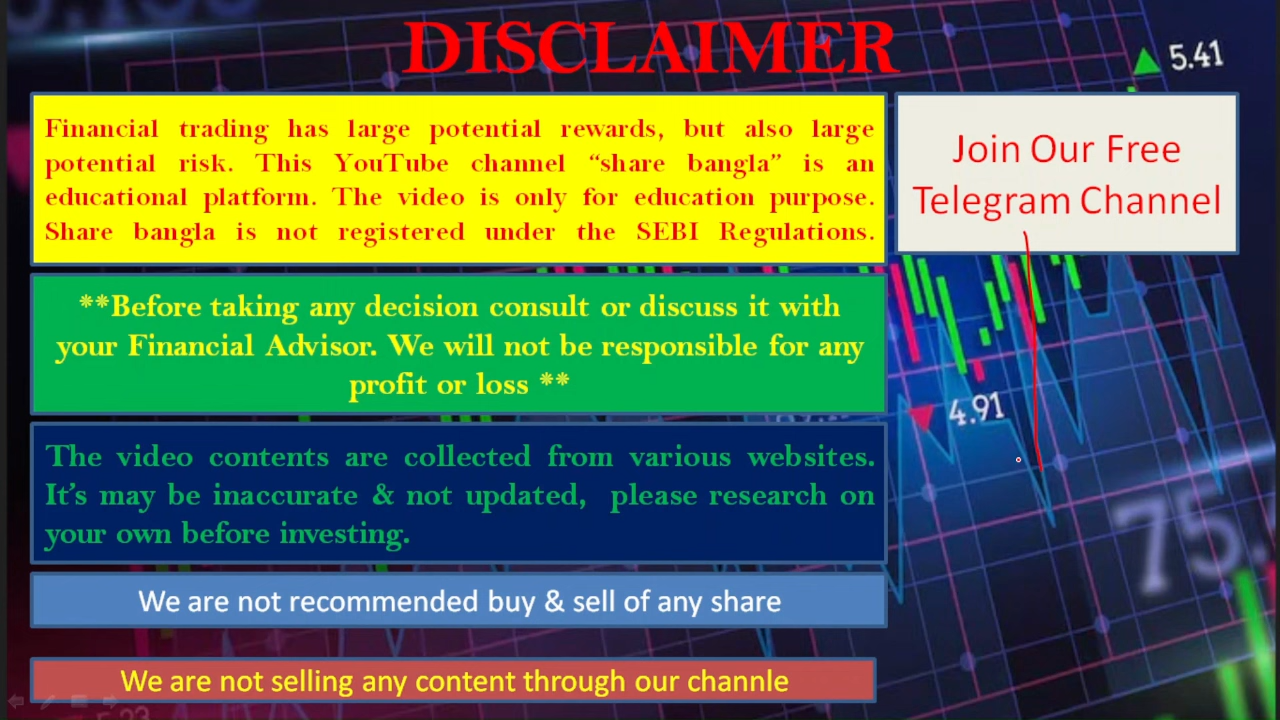 DISCLAIMER
5.41
Financial trading has large potential rewards, but also large
potential risk. This YouTube channel “share bangla” is an
educational platform. The video is only for education purpose.
Share bangla is not registered under the SEBI Regulations.
Join Our Free
Telegram Channel
**Before taking any decision consult or discuss it with
your Financial Advisor. We will not be responsible for any
profit or loss **
4.91
The video contents are collected from various websites.
It’s may be inaccurate & not updated, please research on
your own before investing.
75.
We are not recommended buy & sell of any share
We are not selling any content through our channle